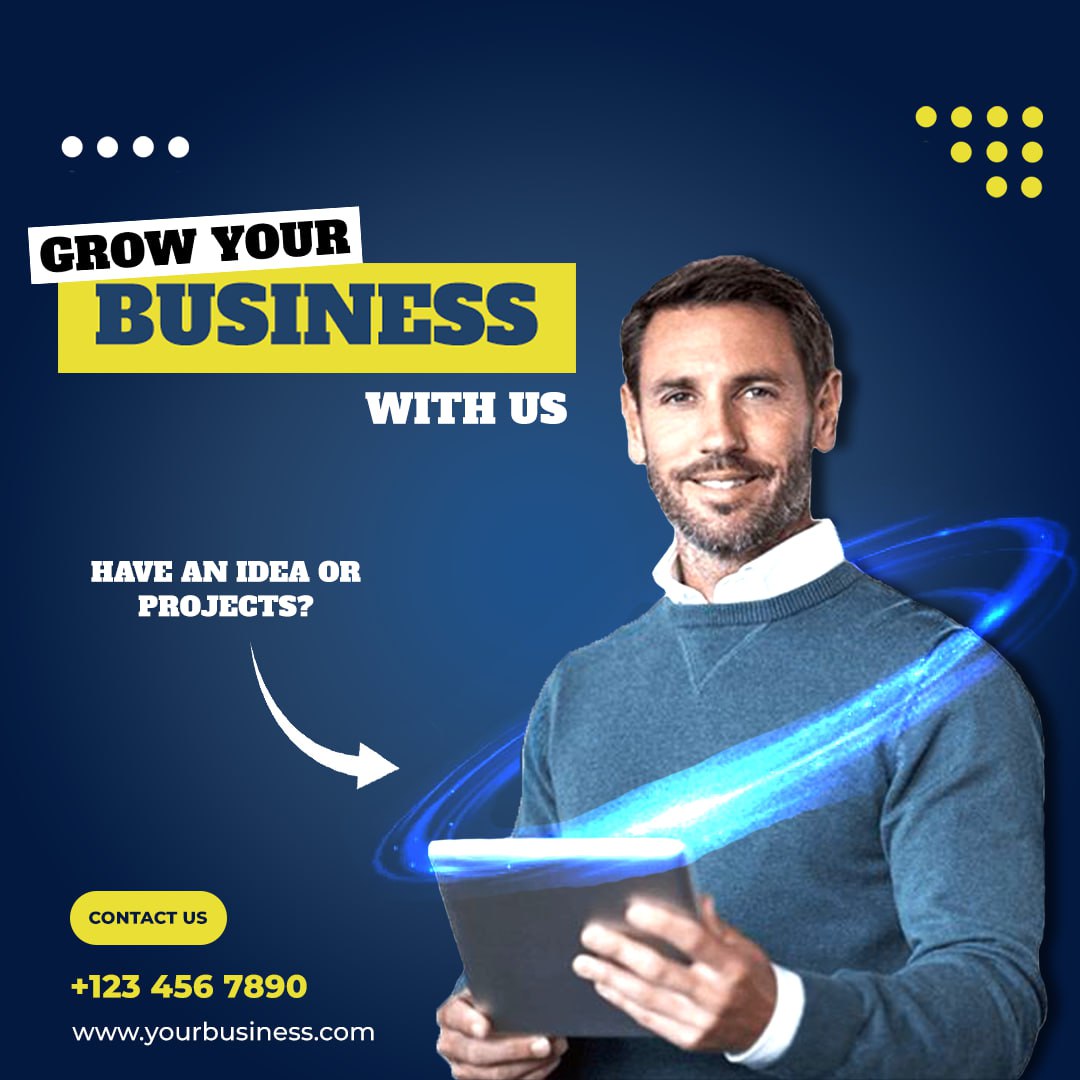 GROW YOUR
BUSINESS
WITH US
HAVE AN IDEA OR
PROJECTS?
CONTACT US
+123 456 7890
www.yourbusiness.com